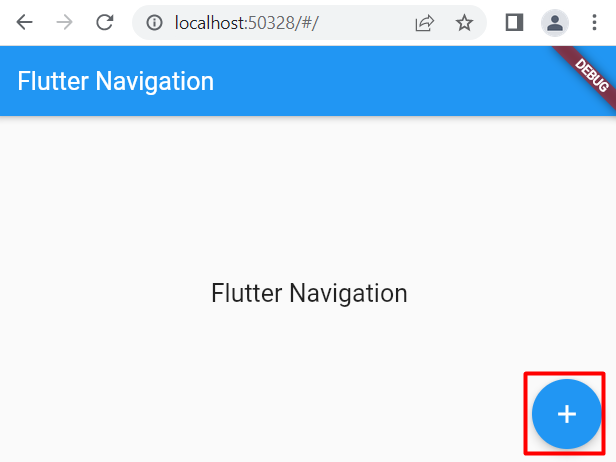 localhost:50328/#/
Flutter Navigation
DEBUG
Flutter Navigation